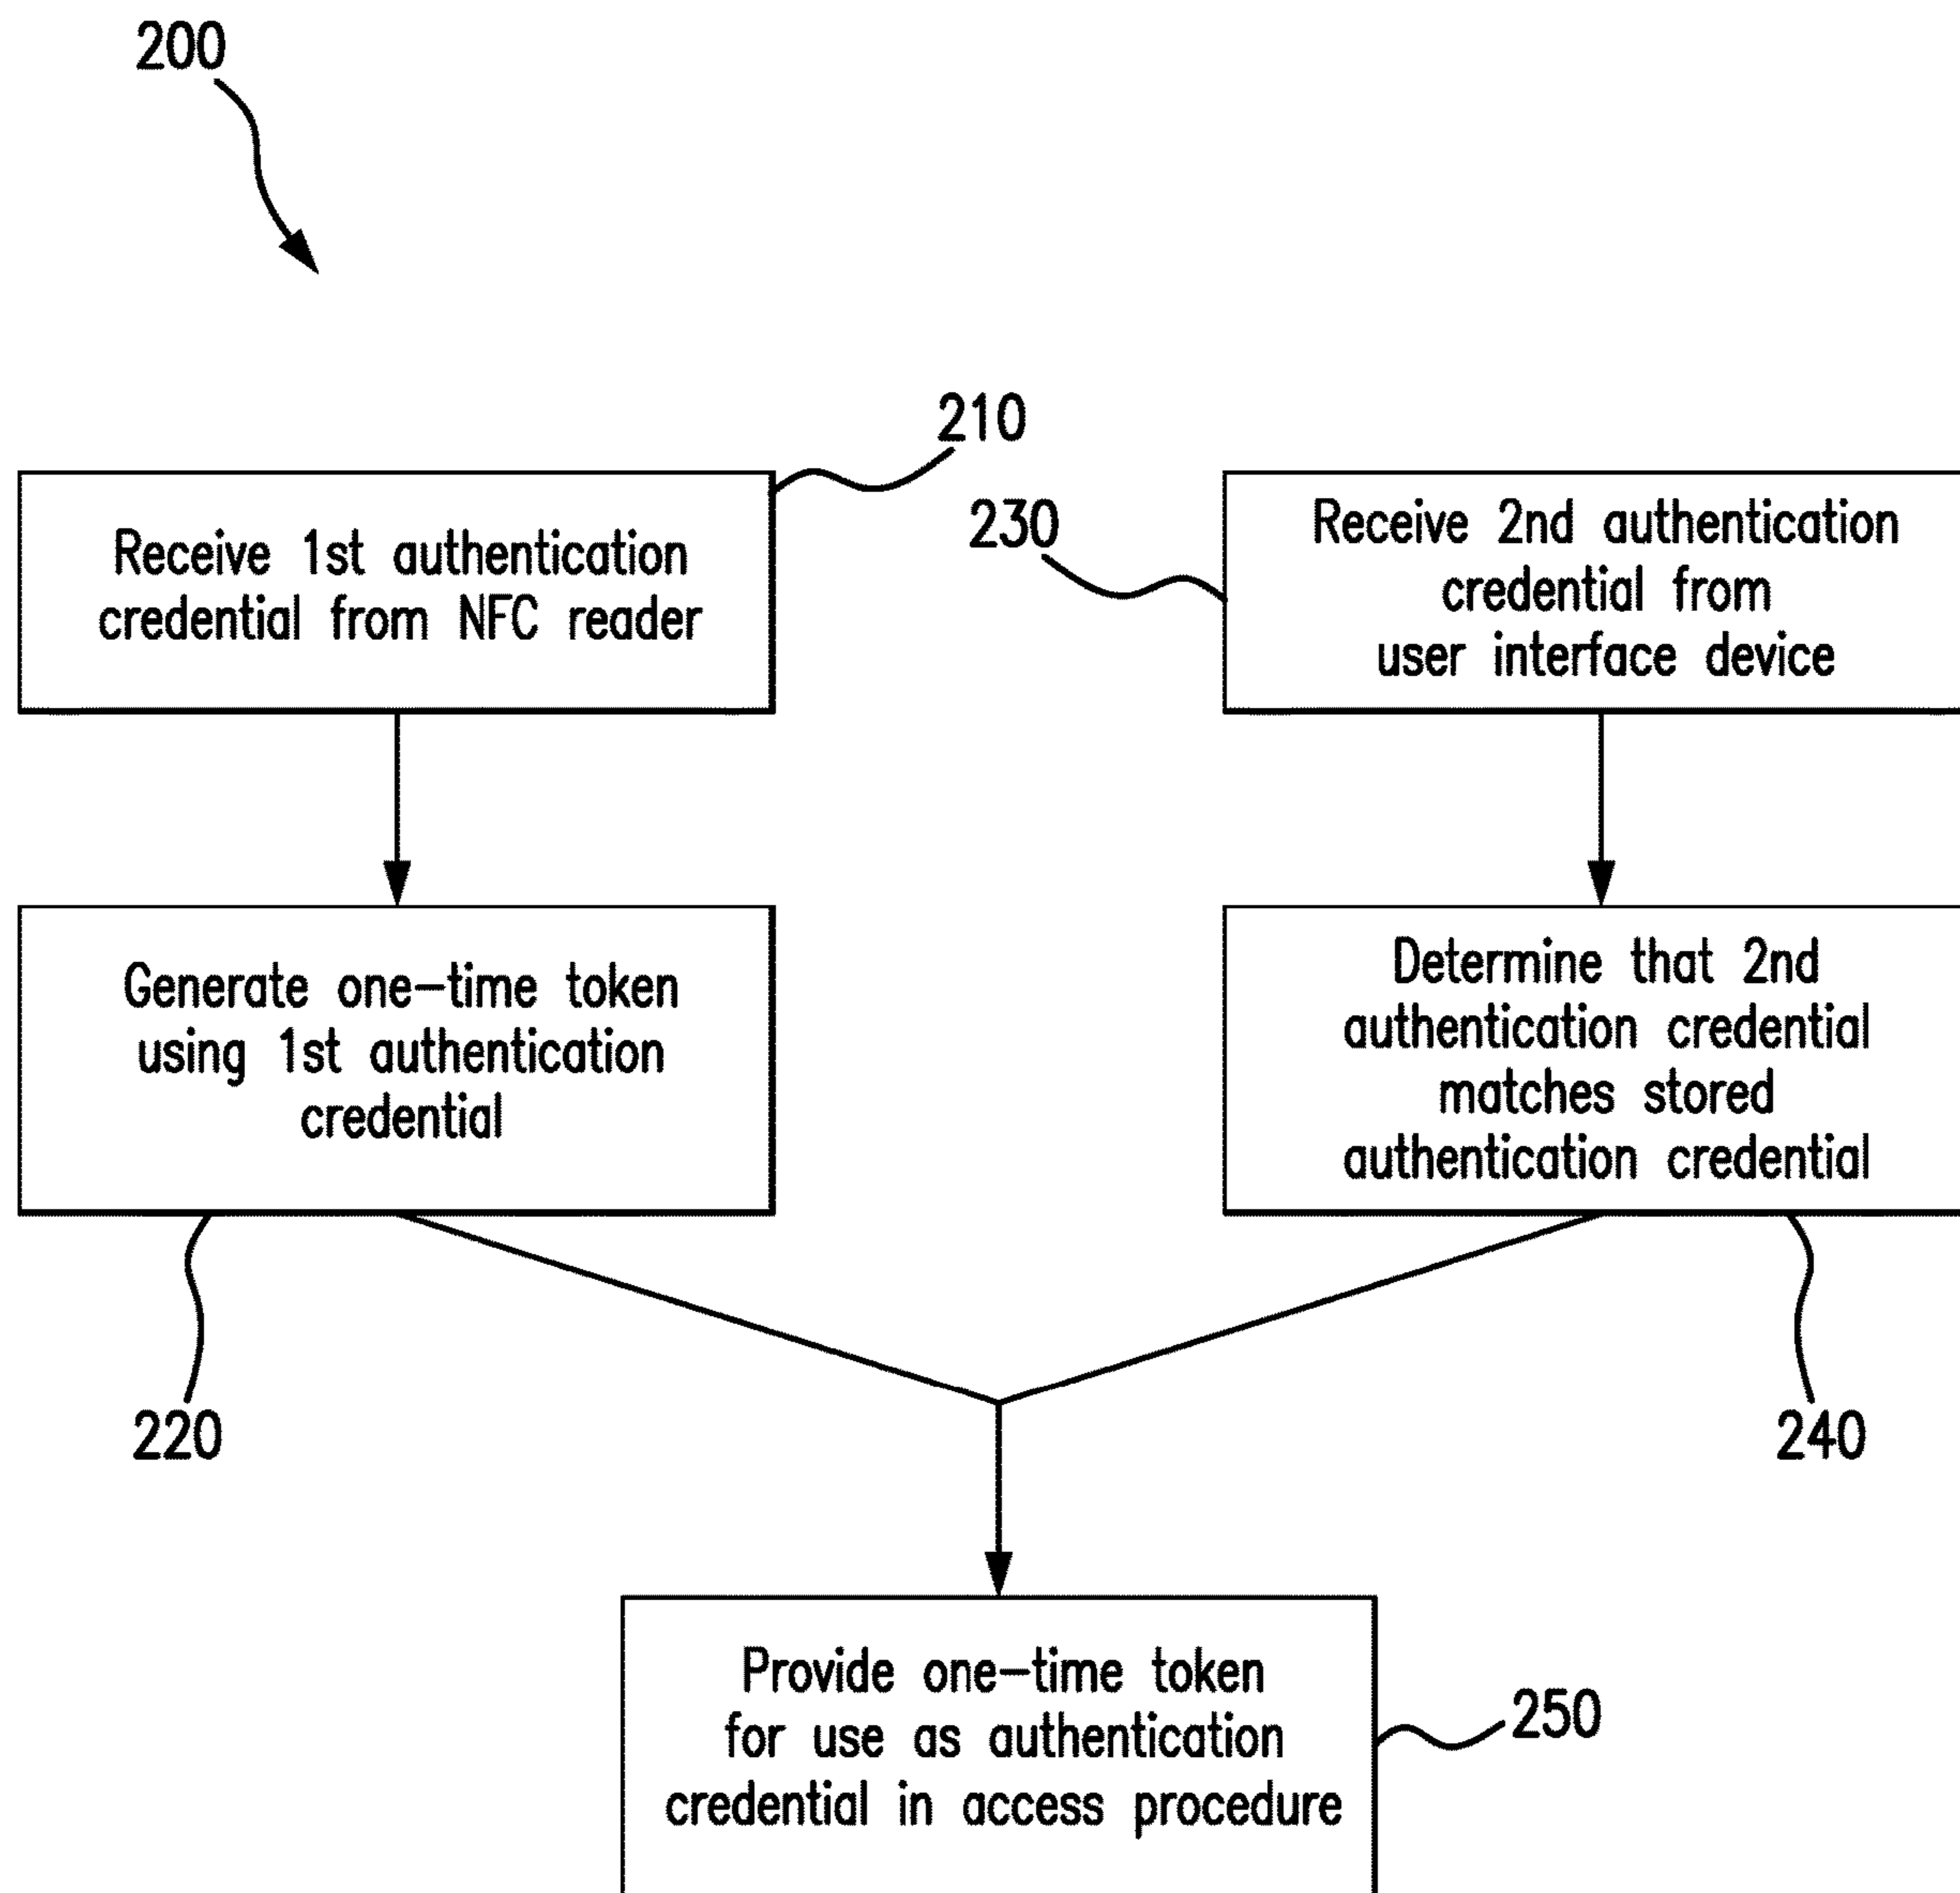 200
210
Receive 1st authentication
credential from NFC reader
230
Receive 2nd authentication
credential from
user interface device
Generate one-time token
using 1st authentication
credential
Determine that 2nd
authentication credential
matches stored
authentication credential
220
240
Provide one-time token
for use as authentication
credential in access procedure
250